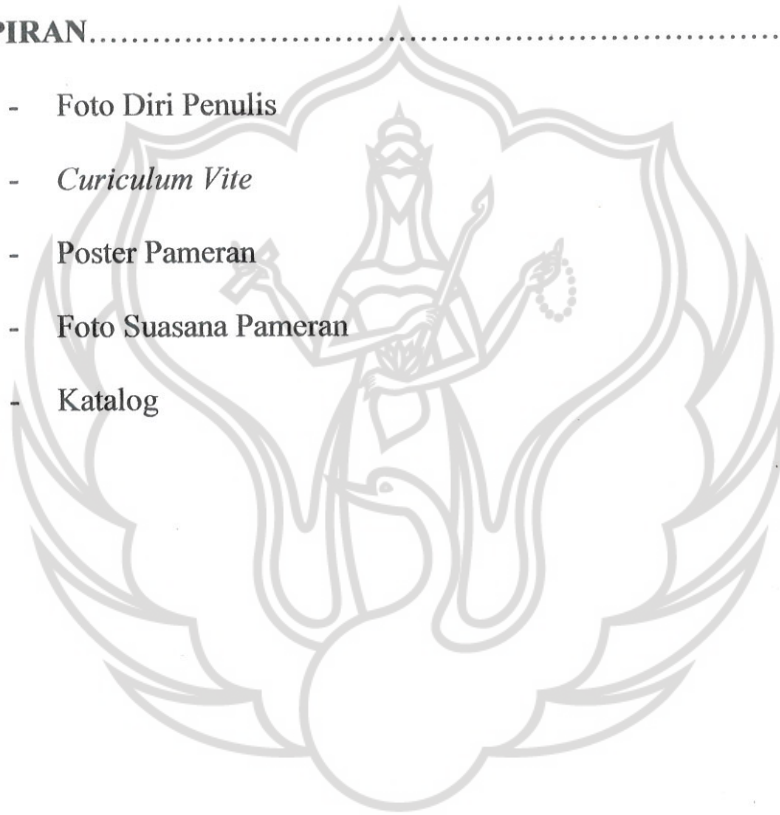 PIRAN...............................................................
- Foto Diri Penulis
- Curiculum Vite
- Poster Pameran
- Foto Suasana Pameran
- Katalog